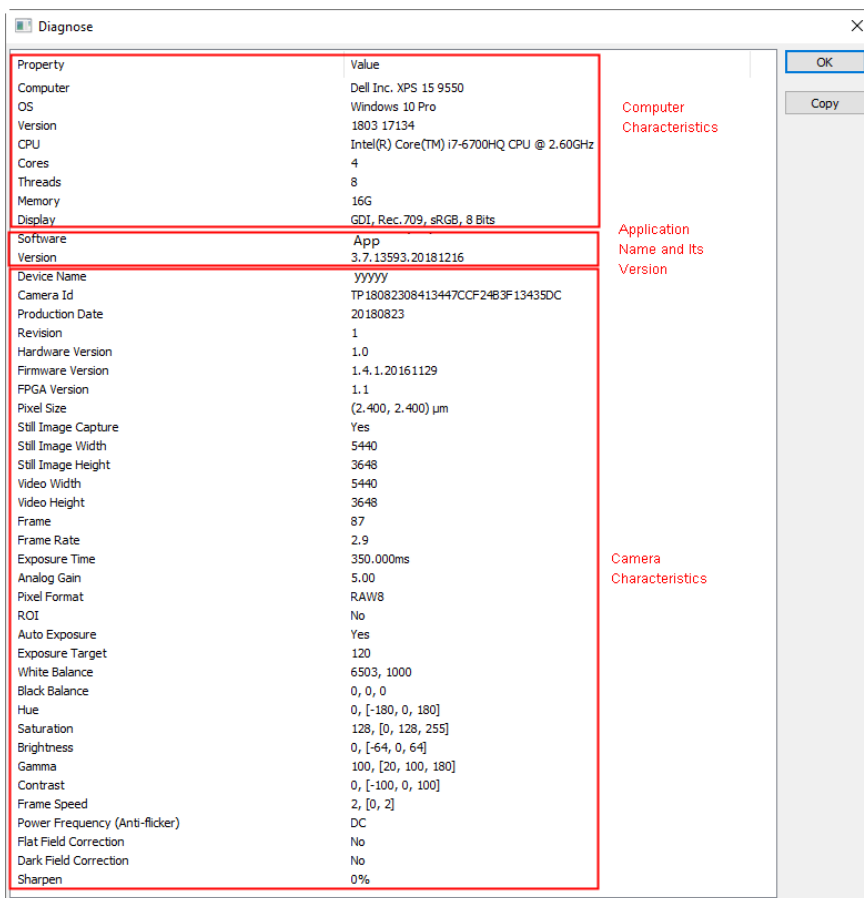 Diagnose
OK
Copy
Property Value
Computer Dell Inc. XPS 15 9550
OS Windows 10 Pro
Version 1803 17134
CPU Intel(R) Core(TM) i7-6700HQ CPU @ 2.60GHz
Cores 4
Threads 8
Memory 16G
Display GDI, Rec.709, sRGB, 8 Bits
Computer
Characteristics
Software App
Version 3.7.13593.20181216
Application
Name and Its
Version
Device Name yyyyy
Camera Id TP18082308413447CCF24B3F13435DC
Production Date 20180823
Revision 1
Hardware Version 1.0
Firmware Version 1.4.1.20161129
FPGA Version 1.1
Pixel Size (2.400, 2.400) μm
Still Image Capture Yes
Still Image Width 5440
Still Image Height 3648
Video Width 5440
Video Height 3648
Frame 87
Frame Rate 2.9
Exposure Time 350.000ms
Analog Gain 5.00
Pixel Format RAW8
ROI No
Auto Exposure Yes
Exposure Target 120
White Balance 6503, 1000
Black Balance 0, 0, 0
Hue 0, [-180, 0, 180]
Saturation 128, [0, 128, 255]
Brightness 0, [-64, 0, 64]
Gamma 100, [20, 100, 180]
Contrast 0, [-100, 0, 100]
Frame Speed 2, [0, 2]
Power Frequency (Anti-flicker) DC
Flat Field Correction No
Dark Field Correction No
Sharpen 0%
Camera
Characteristics